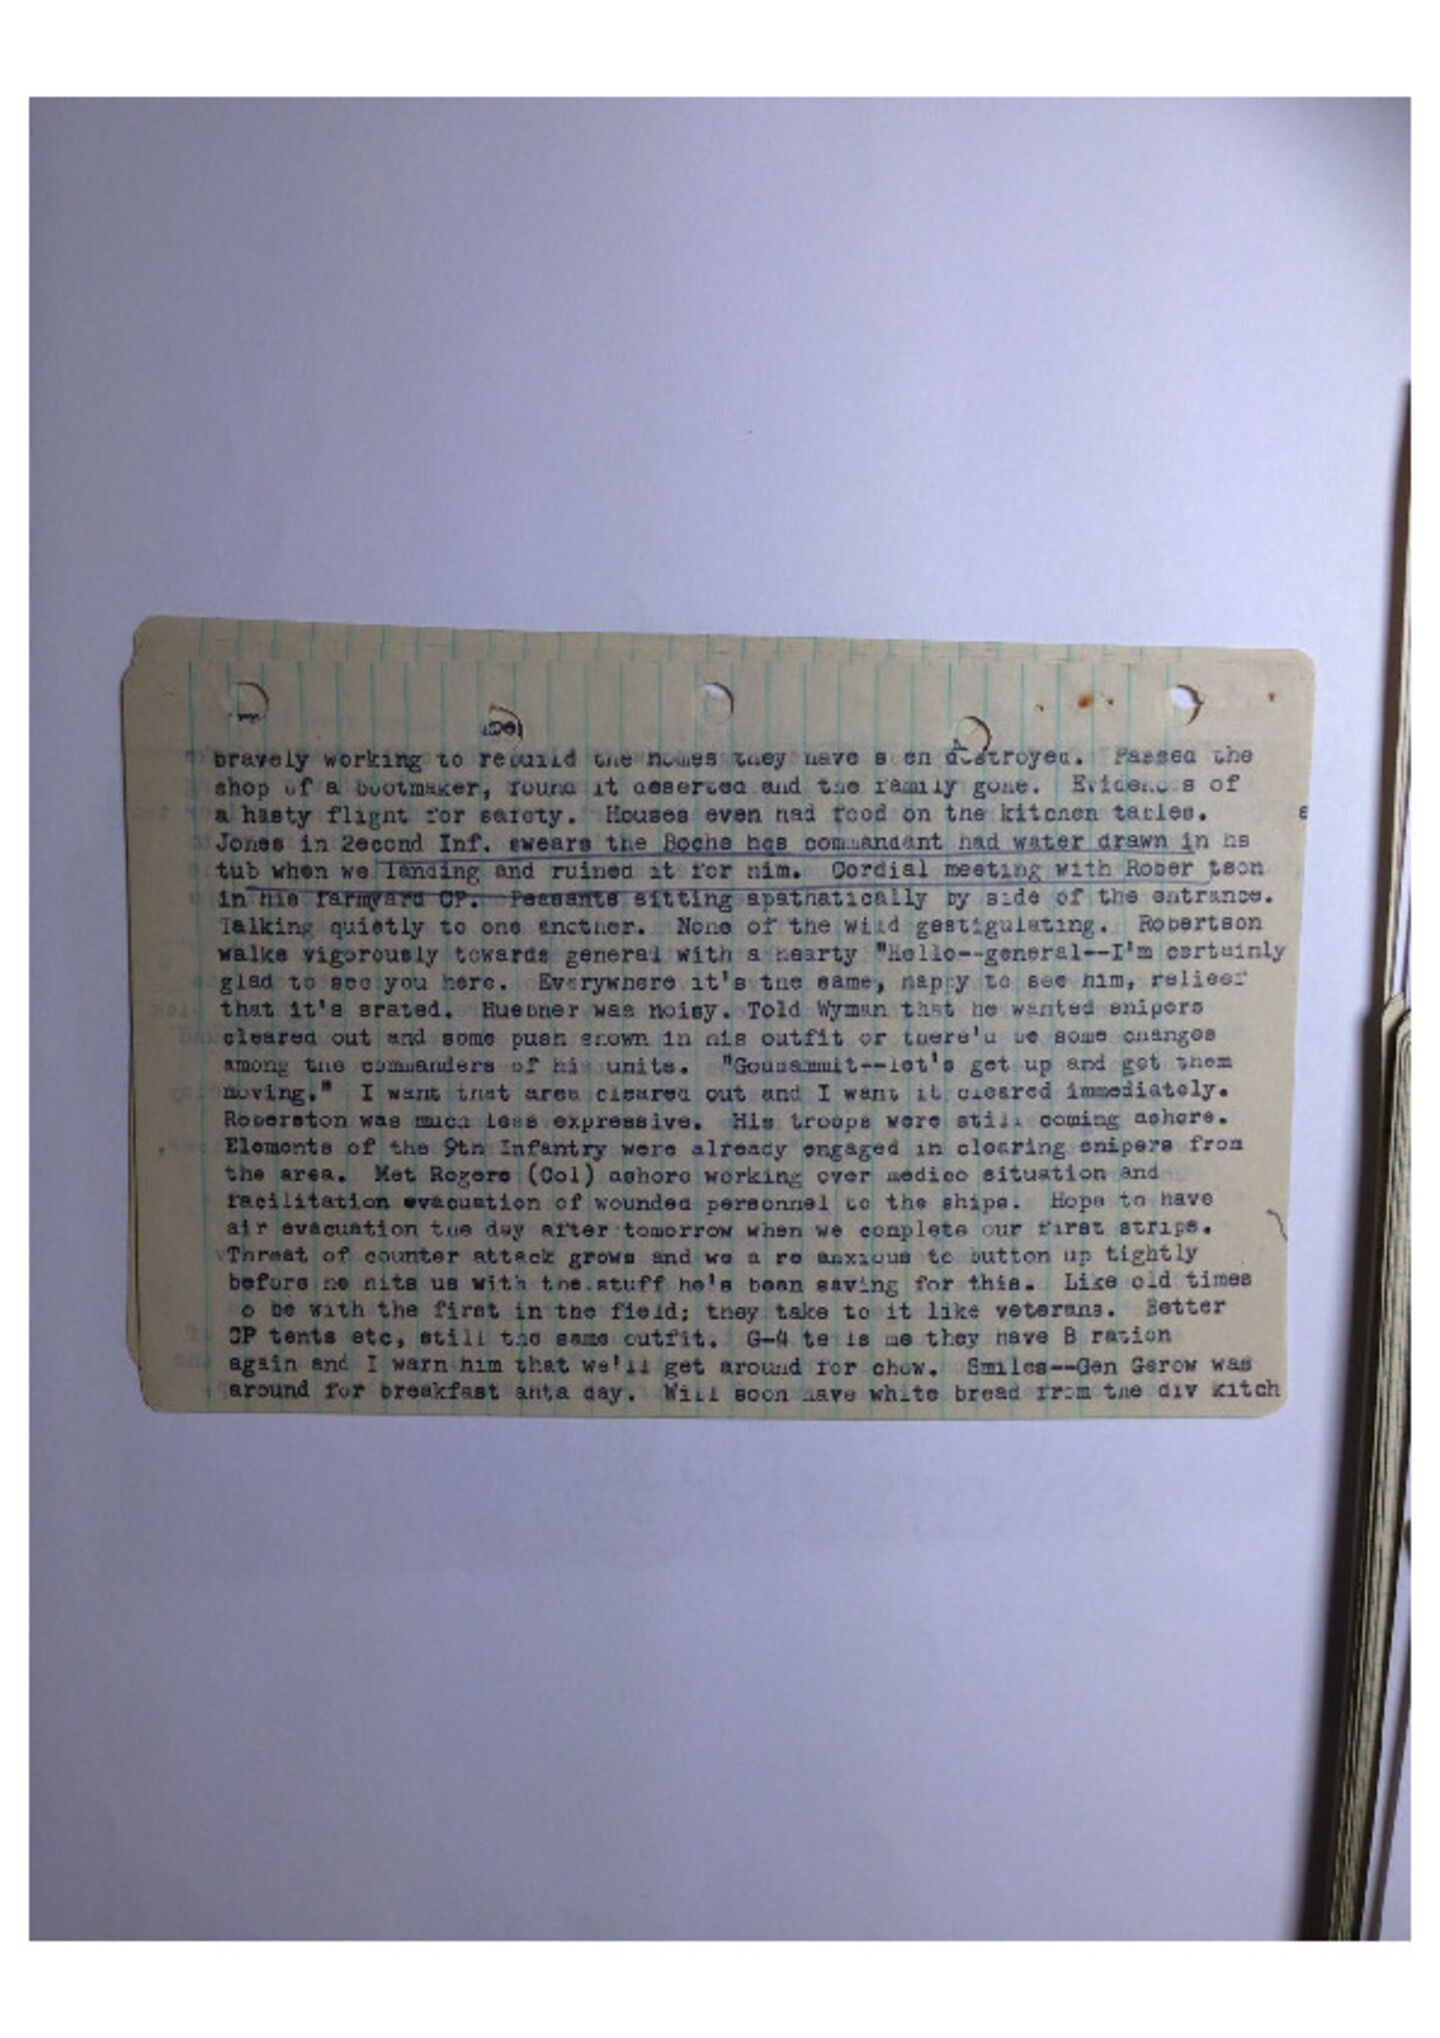 bravely working to rebuild the homes they have s en destroyed. Passed the
shop of a bootmaker, found it deserted and the family gone. Evidences of
a hasty flight for safety. Houses even had food on the kitchen tables.
Jones in 2econd Inf. swears the Boche hqs commandant had water drawn in hs
tub when we landing and ruined it for him. Cordial meeting with Rober tson
in his farmyard CP. Peasants sitting apathatically by side of the entrance.
Talking quietly to one another. None of the wild gestigulating. Robertson
walks vigorously towards general with a hearty "Hello--general--I'm certainly
glad to see you here. Everywhere it's the same, happy to see him, relieef
that it's srated. Huebner was noisy. Told Wyman that he wanted snipers
cleared out and some push shown in his outfit or there'd be some changes
among the commanders of his units. "Goddammit--let's get up and get them
moving." I want that area cleared out and I want it cleared immediately.
Roberston was much less expressive. His troops were still coming ashore.
Elements of the 9th Infantry were already engaged in clearing snipers from
the area. Met Rogers (Col) ashore working over medico situation and
facilitation evacuation of wounded personnel to the ships. Hope to have
air evacuation the day after tomorrow when we complete our first strips.
Threat of counter attack grows and we a re anxious to button up tightly
before he hits us with the stuff he's been saving for this. Like old times
o be with the first in the field; they take to it like veterans. Better
CP tents etc, still the same outfit. G-4 tells me they have B ration
again and I warn him that we'll get around for chow. Smiles--Gen Gerow was
around for breakfast ahta day. Will soon have white bread from the div kitch